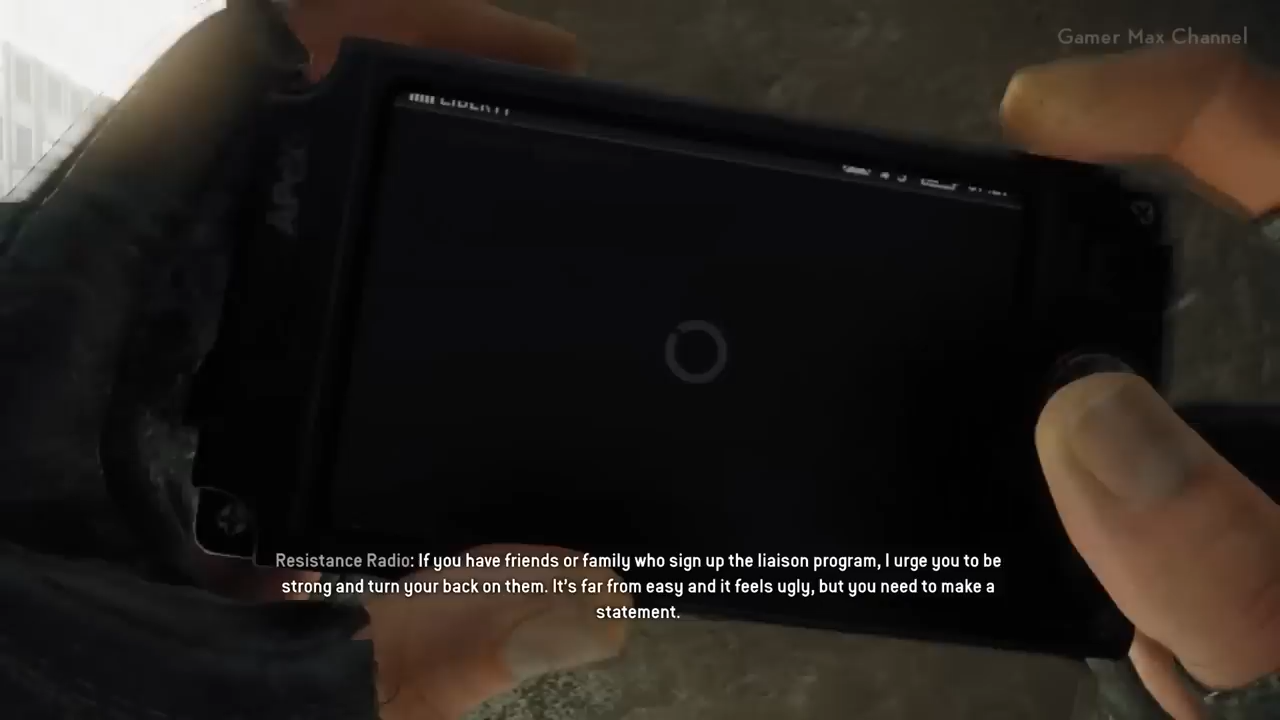 Gamer Max Channel
LIBERTY
APEX
Resistance Radio: If you have friends or family who sign up the liaison program, I urge you to be
strong and turn your back on them. It's far from easy and it feels ugly, but you need to make a
statement.